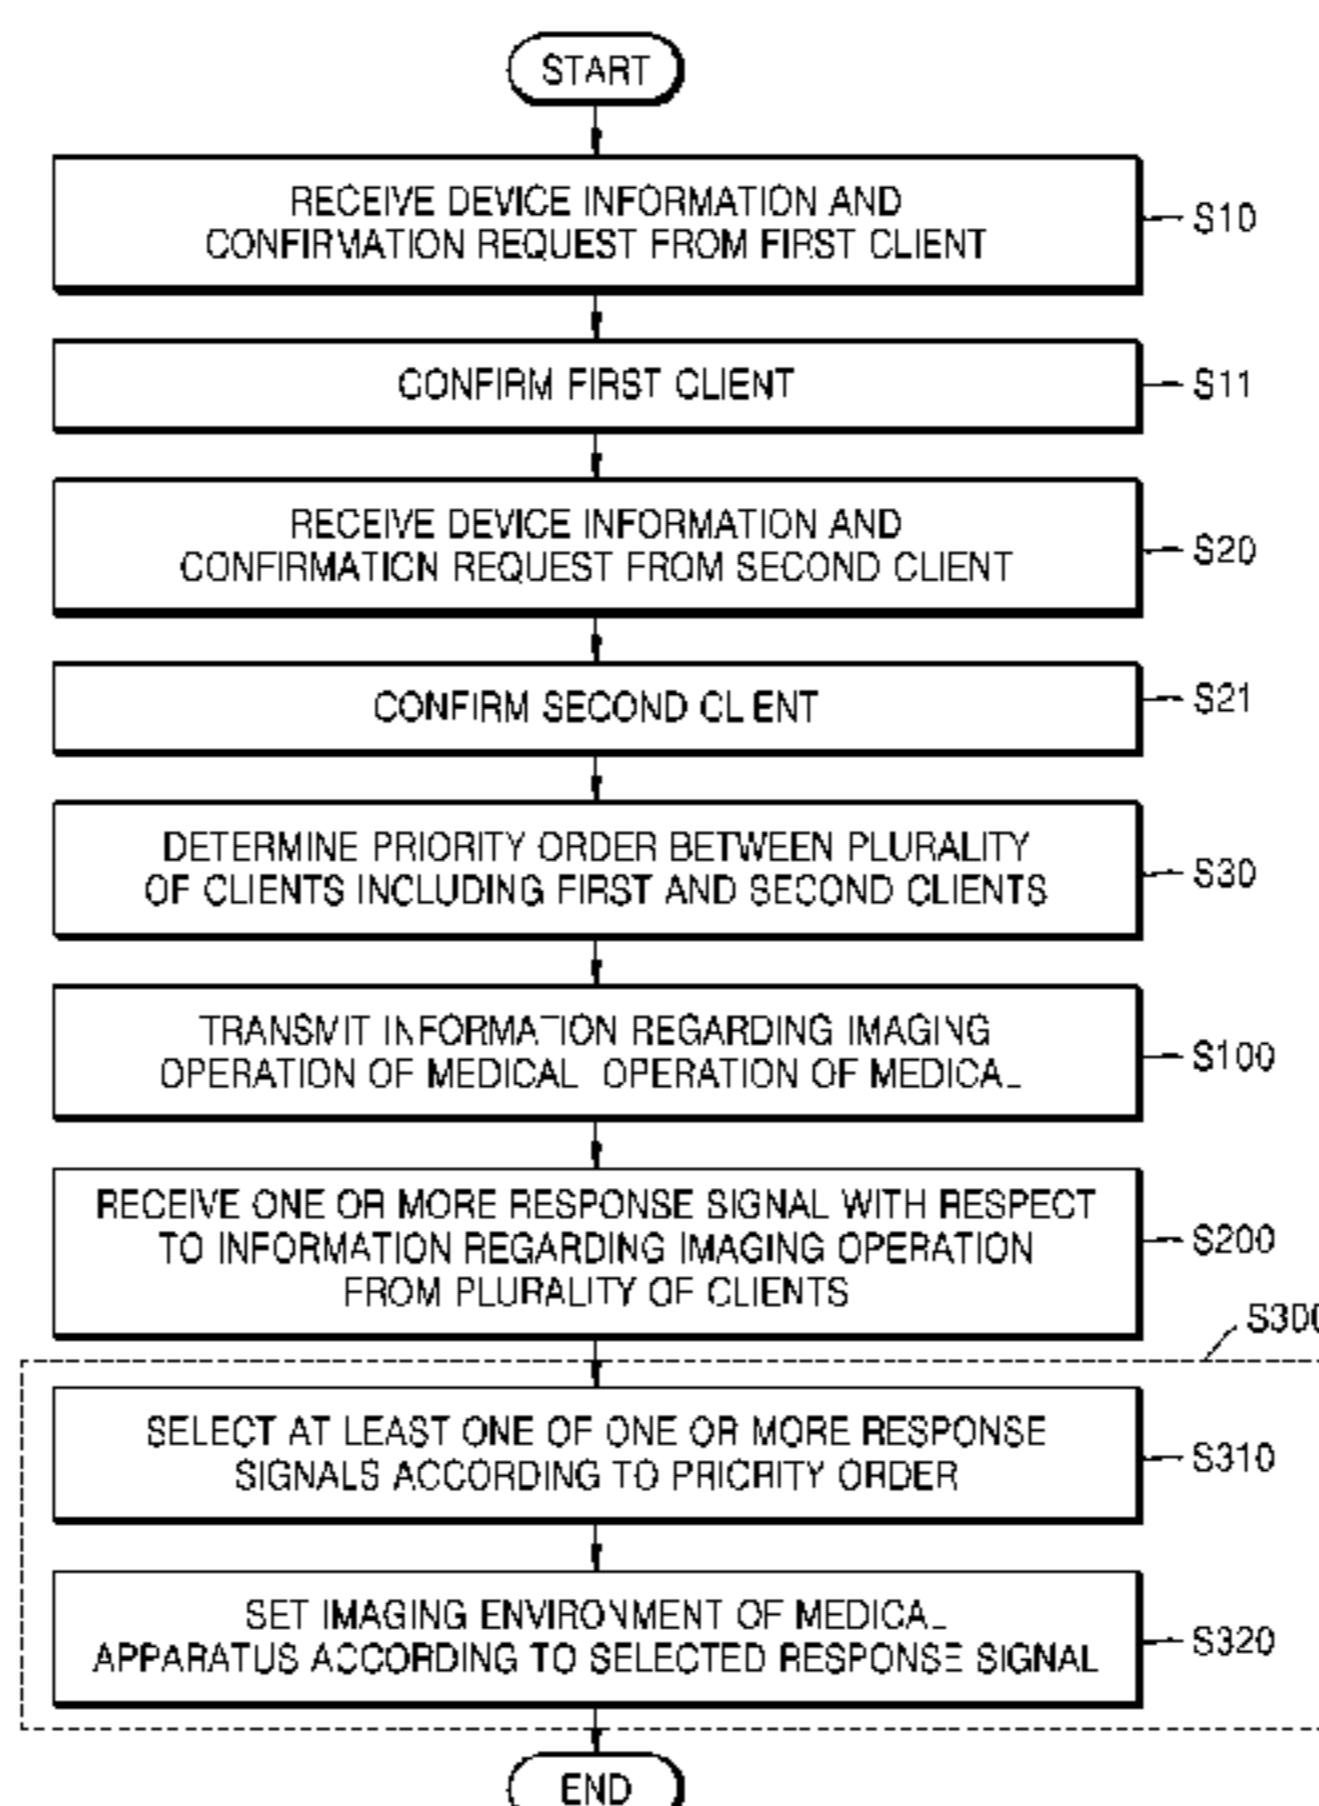 START
RECEIVE DEVICE INFORMATION AND
CONFIRMATION REQUEST FROM FIRST CLIENT
S10
CONFIRM FIRST CLIENT
S11
RECEIVE DEVICE INFORMATION AND
CONFIRMATION REQUEST FROM SECOND CLIENT
S20
CONFIRM SECOND CLIENT
S21
DETERMINE PRIORITY ORDER BETWEEN PLURALITY
OF CLIENTS INCLUDING FIRST AND SECOND CLIENTS
S30
TRANSMIT INFORMATION REGARDING IMAGING
OPERATION OF MEDICAL OPERATION OF MEDICAL
S100
RECEIVE ONE OR MORE RESPONSE SIGNAL WITH RESPECT
TO INFORMATION REGARDING IMAGING OPERATION
FROM PLURALITY OF CLIENTS
S200
S300
SELECT AT LEAST ONE OF ONE OR MORE RESPONSE
SIGNALS ACCORDING TO PRIORITY ORDER
S310
SET IMAGING ENVIRONMENT OF MEDICAL
APPARATUS ACCORDING TO SELECTED RESPONSE SIGNAL
S320
END